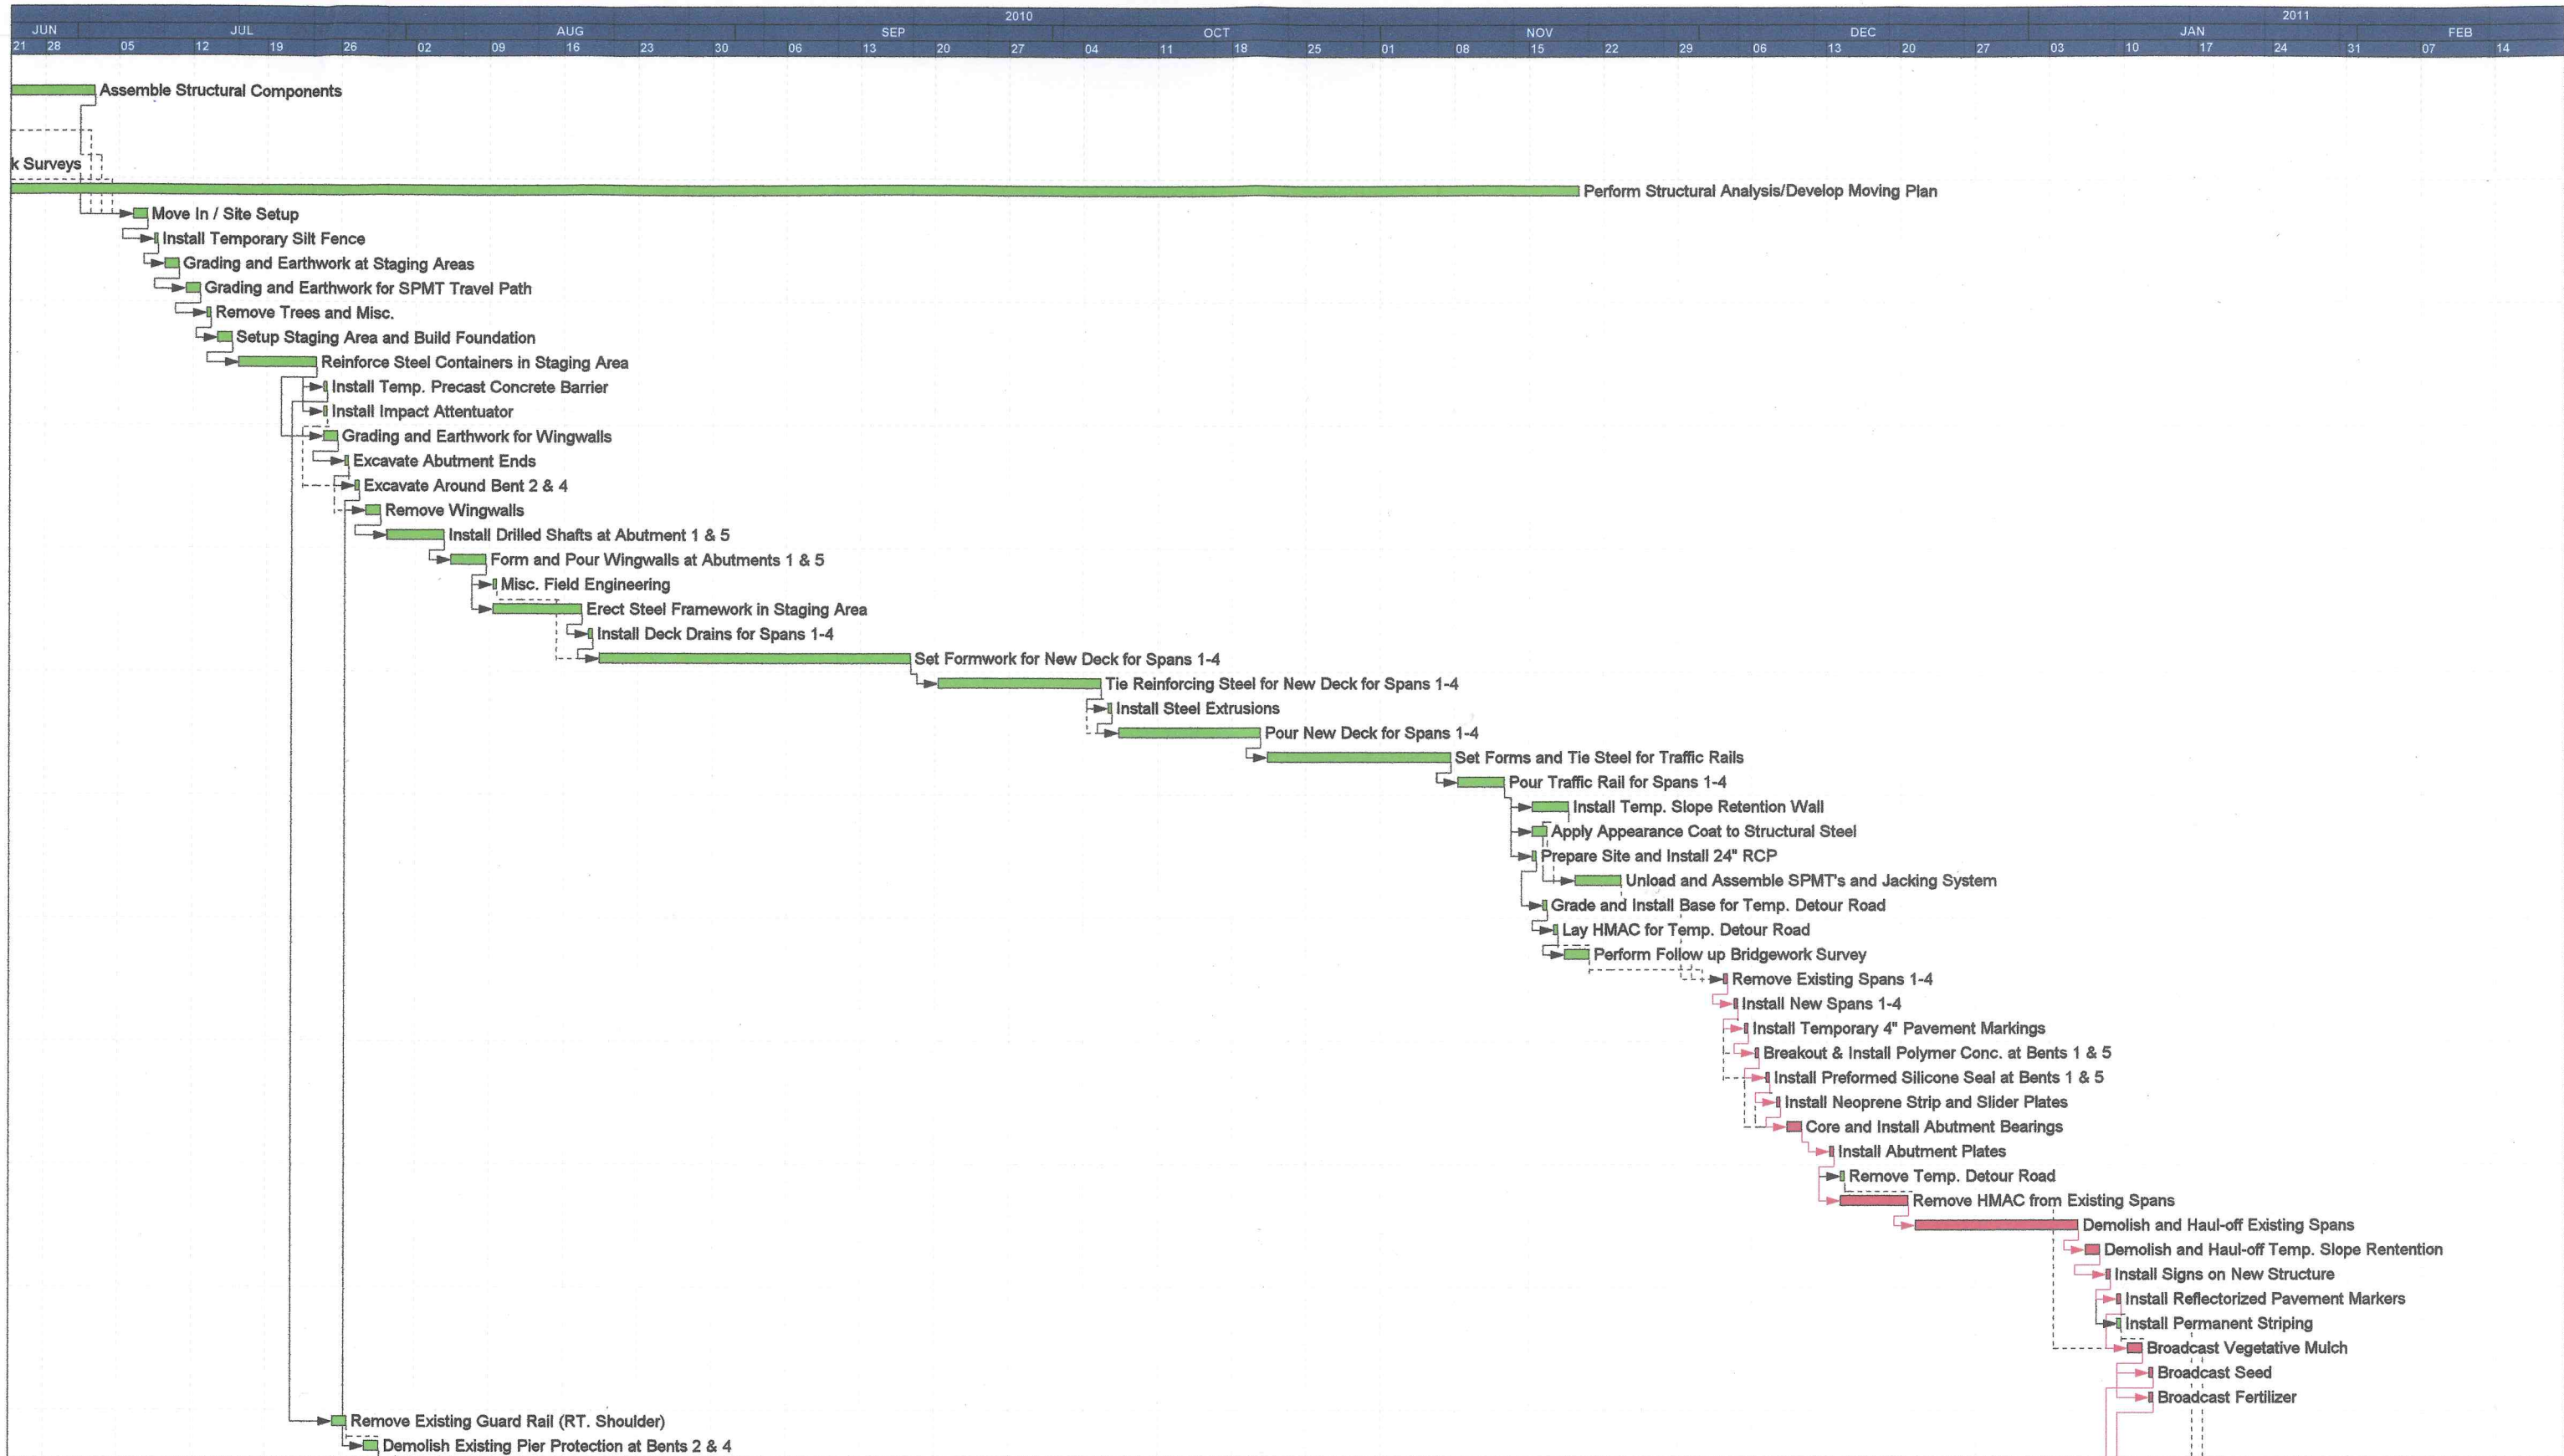 2010 2011
JUN JUL AUG SEP OCT NOV DEC JAN FEB
21 28 05 12 19 26 02 09 16 23 30 06 13 20 27 04 11 18 25 01 08 15 22 29 06 13 20 27 03 10 17 24 31 07 14
Assemble Structural Components
k Surveys
Perform Structural Analysis/Develop Moving Plan
Move In / Site Setup
Install Temporary Silt Fence
Grading and Earthwork at Staging Areas
Grading and Earthwork for SPMT Travel Path
Remove Trees and Misc.
Setup Staging Area and Build Foundation
Reinforce Steel Containers in Staging Area
Install Temp. Precast Concrete Barrier
Install Impact Attentuator
Grading and Earthwork for Wingwalls
Excavate Abutment Ends
Excavate Around Bent 2 & 4
Remove Wingwalls
Install Drilled Shafts at Abutment 1 & 5
Form and Pour Wingwalls at Abutments 1 & 5
Misc. Field Engineering
Erect Steel Framework in Staging Area
Install Deck Drains for Spans 1-4
Set Formwork for New Deck for Spans 1-4
Tie Reinforcing Steel for New Deck for Spans 1-4
Install Steel Extrusions
Pour New Deck for Spans 1-4
Set Forms and Tie Steel for Traffic Rails
Pour Traffic Rail for Spans 1-4
Install Temp. Slope Retention Wall
Apply Appearance Coat to Structural Steel
Prepare Site and Install 24" RCP
Unload and Assemble SPMT's and Jacking System
Grade and Install Base for Temp. Detour Road
Lay HMAC for Temp. Detour Road
Perform Follow up Bridgework Survey
Remove Existing Spans 1-4
Install New Spans 1-4
Install Temporary 4" Pavement Markings
Breakout & Install Polymer Conc. at Bents 1 & 5
Install Preformed Silicone Seal at Bents 1 & 5
Install Neoprene Strip and Slider Plates
Core and Install Abutment Bearings
Install Abutment Plates
Remove Temp. Detour Road
Remove HMAC from Existing Spans
Demolish and Haul-off Existing Spans
Demolish and Haul-off Temp. Slope Rentention
Install Signs on New Structure
Install Reflectorized Pavement Markers
Install Permanent Striping
Broadcast Vegetative Mulch
Broadcast Seed
Broadcast Fertilizer
Remove Existing Guard Rail (RT. Shoulder)
Demolish Existing Pier Protection at Bents 2 & 4